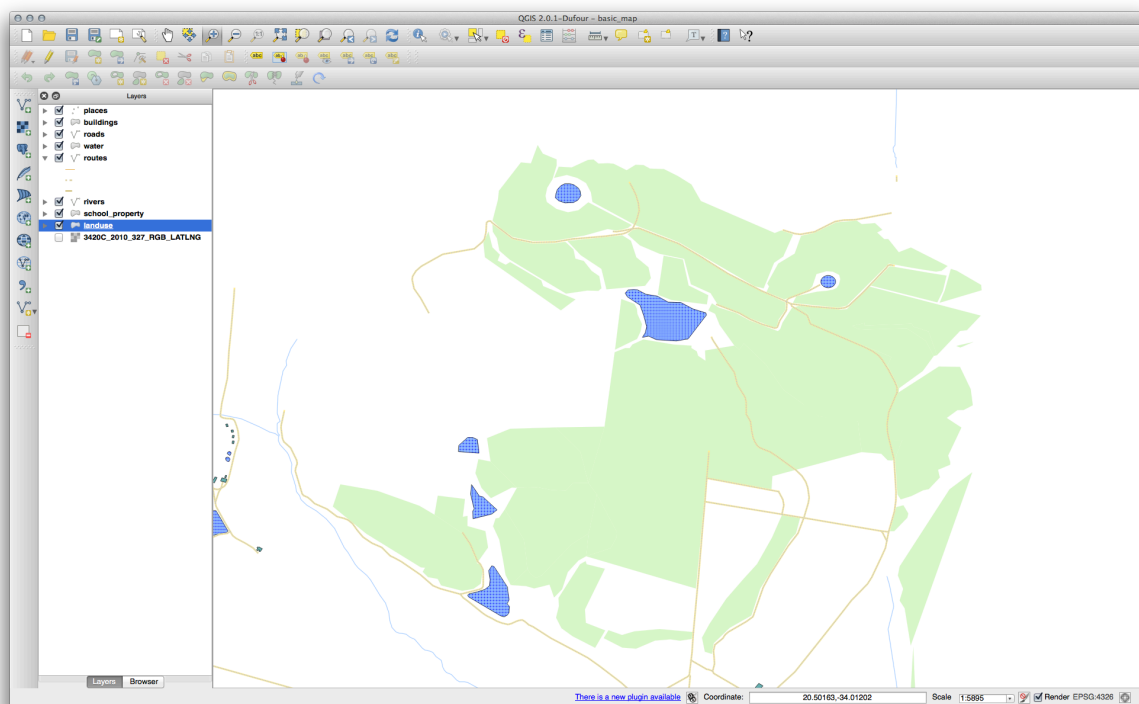 QGIS 2.0.1-Dufour - basic_map
Layers
places
buildings
roads
water
routes
rivers
school_property
landuse
3420C_2010_327_RGB_LATLNG
Layers Browser
There is a new plugin available Coordinate: 20.50163,-34.01202 Scale 1:5895 Render EPSG:4326